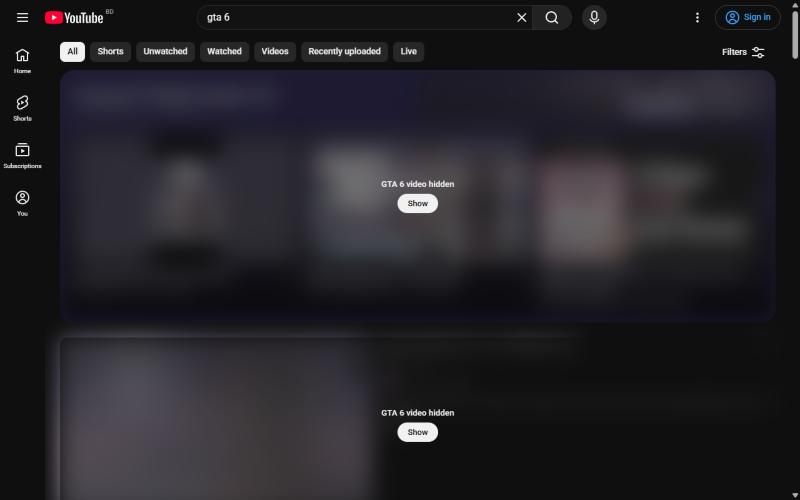 YouTube BD
gta 6
Sign in
All Shorts Unwatched Watched Videos Recently uploaded Live
Filters
Home
Shorts
Subscriptions
You
GTA 6 video hidden
Show
GTA 6 video hidden
Show